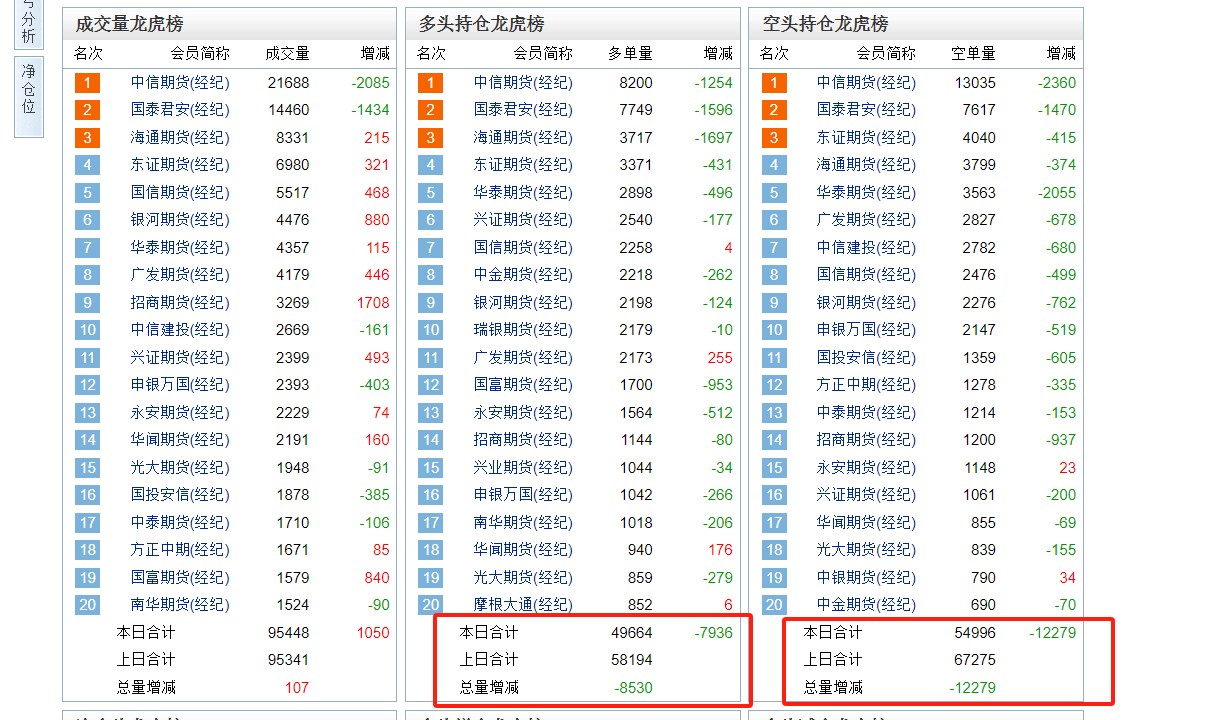 分
析
净
仓
位
成交量龙虎榜
名次 会员简称 成交量 增减
1 中信期货(经纪) 21688 -2085
2 国泰君安(经纪) 14460 -1434
3 海通期货(经纪) 8331 215
4 东证期货(经纪) 6980 321
5 国信期货(经纪) 5517 468
6 银河期货(经纪) 4476 880
7 华泰期货(经纪) 4357 115
8 广发期货(经纪) 4179 446
9 招商期货(经纪) 3269 1708
10 中信建投(经纪) 2669 -161
11 兴证期货(经纪) 2399 493
12 申银万国(经纪) 2393 -403
13 永安期货(经纪) 2229 74
14 华闻期货(经纪) 2191 160
15 光大期货(经纪) 1948 -91
16 国投安信(经纪) 1878 -385
17 中泰期货(经纪) 1710 -106
18 方正中期(经纪) 1671 85
19 国富期货(经纪) 1579 840
20 南华期货(经纪) 1524 -90
本日合计 95448 1050
上日合计 95341
总量增减 107
多头持仓龙虎榜
名次 会员简称 多单量 增减
1 中信期货(经纪) 8200 -1254
2 国泰君安(经纪) 7749 -1596
3 海通期货(经纪) 3717 -1697
4 东证期货(经纪) 3371 -431
5 华泰期货(经纪) 2898 -496
6 兴证期货(经纪) 2540 -177
7 国信期货(经纪) 2258 4
8 中金期货(经纪) 2218 -262
9 银河期货(经纪) 2198 -124
10 瑞银期货(经纪) 2179 -10
11 广发期货(经纪) 2173 255
12 国富期货(经纪) 1700 -953
13 永安期货(经纪) 1564 -512
14 招商期货(经纪) 1144 -80
15 兴业期货(经纪) 1044 -34
16 申银万国(经纪) 1042 -266
17 南华期货(经纪) 1018 -206
18 华闻期货(经纪) 940 176
19 光大期货(经纪) 859 -279
20 摩根大通(经纪) 852 6
本日合计 49664 -7936
上日合计 58194
总量增减 -8530
空头持仓龙虎榜
名次 会员简称 空单量 增减
1 中信期货(经纪) 13035 -2360
2 国泰君安(经纪) 7617 -1470
3 东证期货(经纪) 4040 -415
4 海通期货(经纪) 3799 -374
5 华泰期货(经纪) 3563 -2055
6 广发期货(经纪) 2827 -678
7 中信建投(经纪) 2782 -680
8 国信期货(经纪) 2476 -499
9 银河期货(经纪) 2276 -762
10 申银万国(经纪) 2147 -519
11 国投安信(经纪) 1359 -605
12 方正中期(经纪) 1278 -335
13 中泰期货(经纪) 1214 -153
14 招商期货(经纪) 1200 -937
15 永安期货(经纪) 1148 23
16 兴证期货(经纪) 1061 -200
17 华闻期货(经纪) 855 -69
18 光大期货(经纪) 839 -155
19 中银期货(经纪) 790 34
20 中金期货(经纪) 690 -70
本日合计 54996 -12279
上日合计 67275
总量增减 -12279